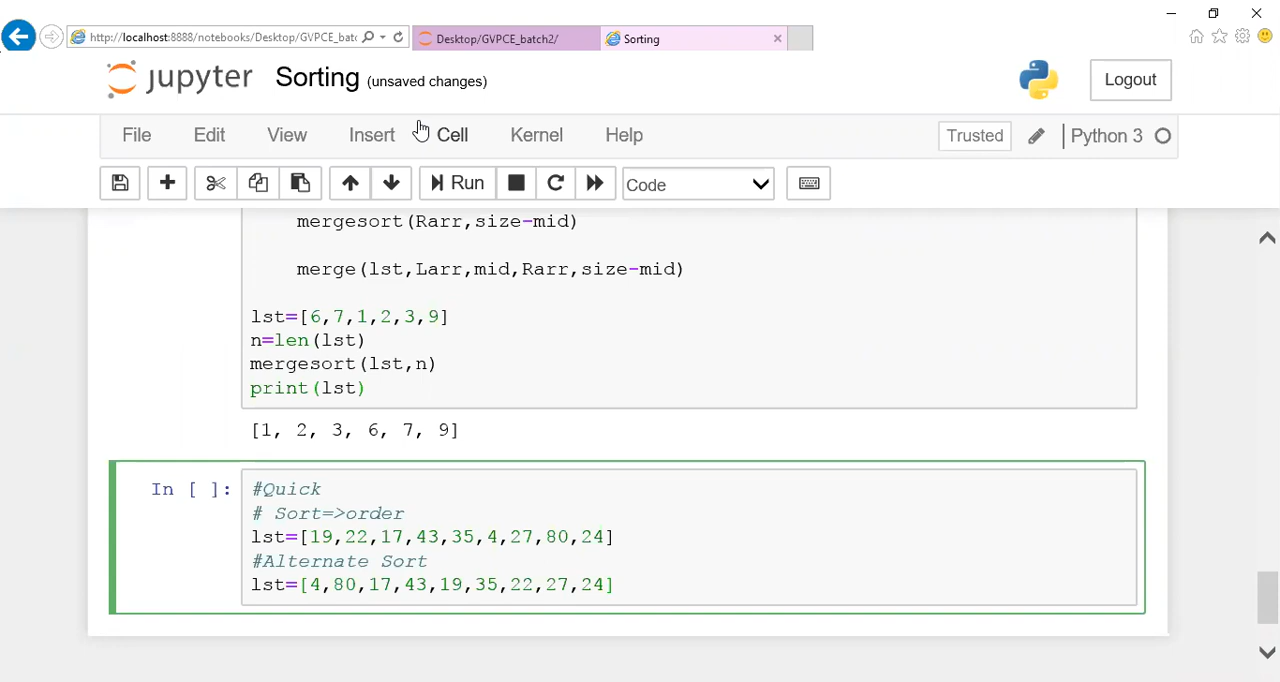 http://localhost:8888/notebooks/Desktop/GVPCE_batc
Desktop/GVPCE_batch2/
Sorting
jupyter Sorting (unsaved changes)
Logout
File Edit View Insert Cell Kernel Help
Trusted
Python 3
Run
Code
mergesort(Rarr,size-mid)
merge(lst,Larr,mid,Rarr,size-mid)
lst=[6,7,1,2,3,9]
n=len(lst)
mergesort(lst,n)
print(lst)
[1, 2, 3, 6, 7, 9]
In [ ]:
#Quick
# Sort=>order
lst=[19,22,17,43,35,4,27,80,24]
#Alternate Sort
lst=[4,80,17,43,19,35,22,27,24]